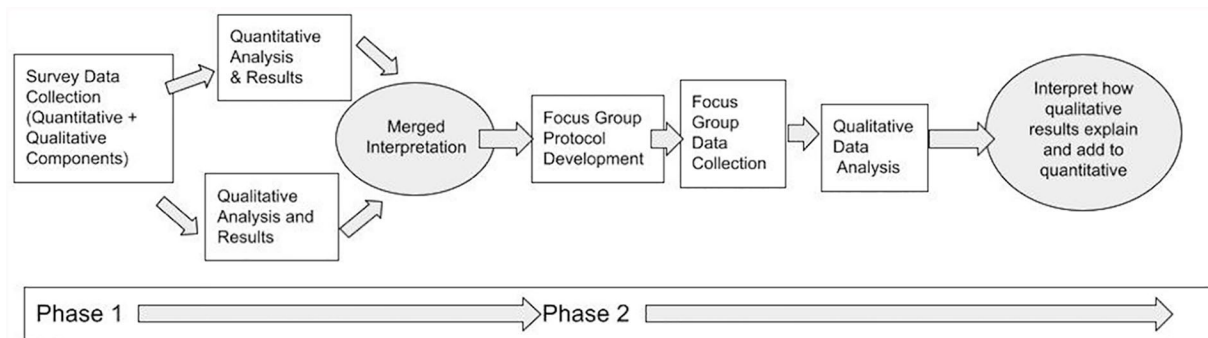 Survey Data
Collection
(Quantitative +
Qualitative
Components)
Quantitative
Analysis
& Results
Qualitative
Analysis and
Results
Merged
Interpretation
Focus Group
Protocol
Development
Focus
Group
Data
Collection
Qualitative
Data
Analysis
Interpret how
qualitative
results explain
and add to
quantitative
Phase 1
Phase 2